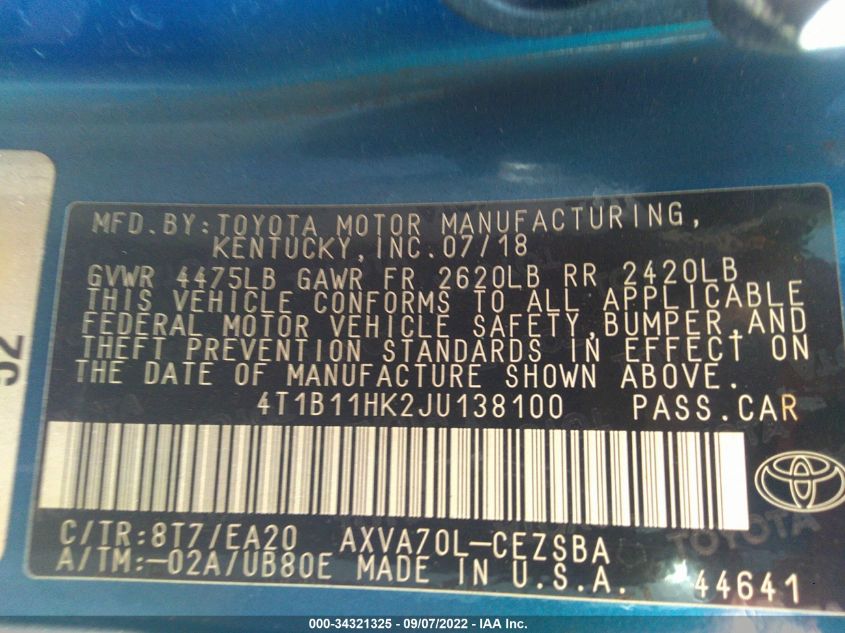 MFD.BY:TOYOTA MOTOR MANUFACTURING,
KENTUCKY,INC.07/18
GVWR 4475LB GAWR FR 2620LB RR 2420LB
THIS VEHICLE CONFORMS TO ALL APPLICABLE
FEDERAL MOTOR VEHICLE SAFETY,BUMPER,AND
THEFT PREVENTION STANDARDS IN EFFECT ON
THE DATE OF MANUFACTURE SHOWN ABOVE.
4T1B11HK2JU138100 PASS.CAR
C/TR:8T7/EA20 AXVA70L-CEZSBA
TOYOTA
A/TM:-02A/UB80E MADE IN U.S.A. 44641
000-34321325 - 09/07/2022 - IAA Inc.